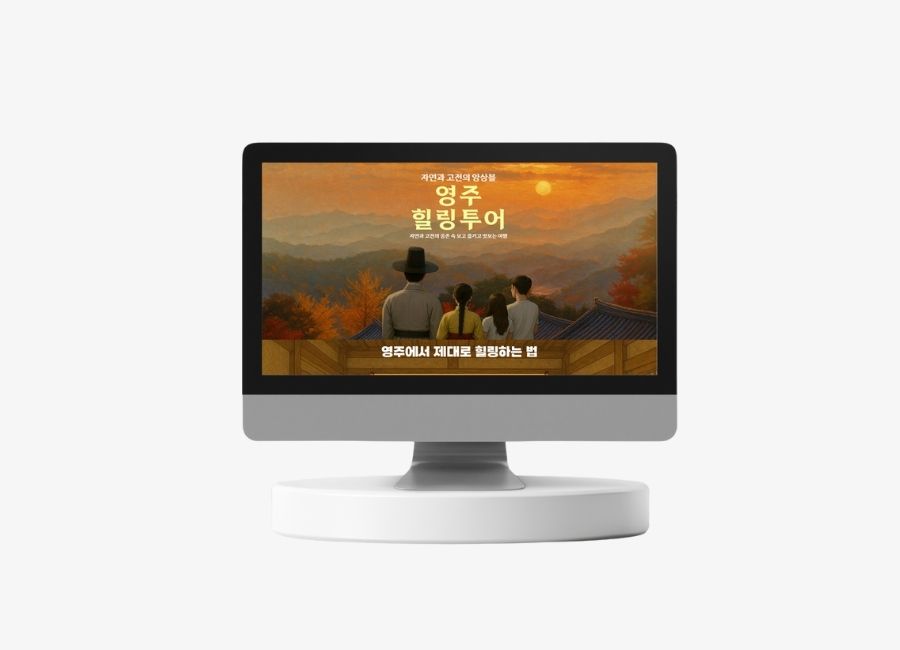 자연과 고전의 앙상블
영주
힐링투어
자연과 고전의 공존 속 보고 즐기고 맛보는 여행
영주에서 제대로 힐링하는 법